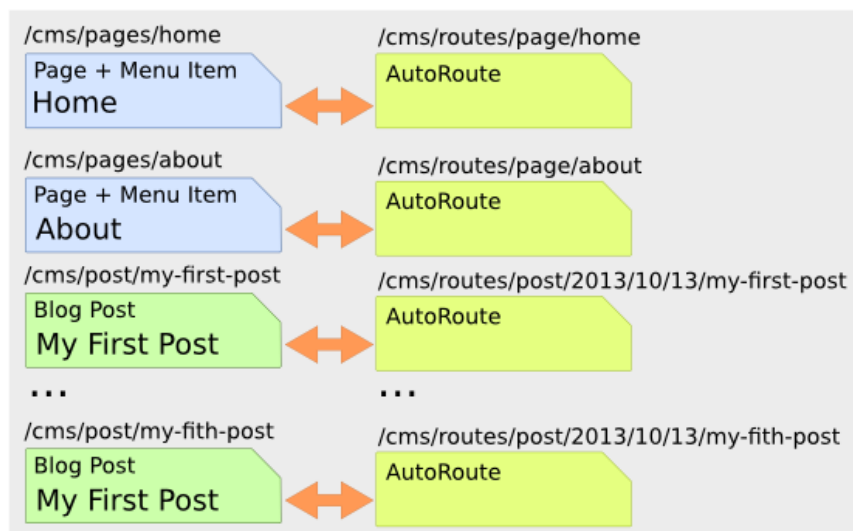 /cms/pages/home
/cms/routes/page/home
Page + Menu Item
AutoRoute
Home
/cms/pages/about
/cms/routes/page/about
Page + Menu Item
AutoRoute
About
/cms/post/my-first-post
/cms/routes/post/2013/10/13/my-first-post
Blog Post
AutoRoute
My First Post
...
...
/cms/post/my-fith-post
/cms/routes/post/2013/10/13/my-fith-post
Blog Post
AutoRoute
My First Post